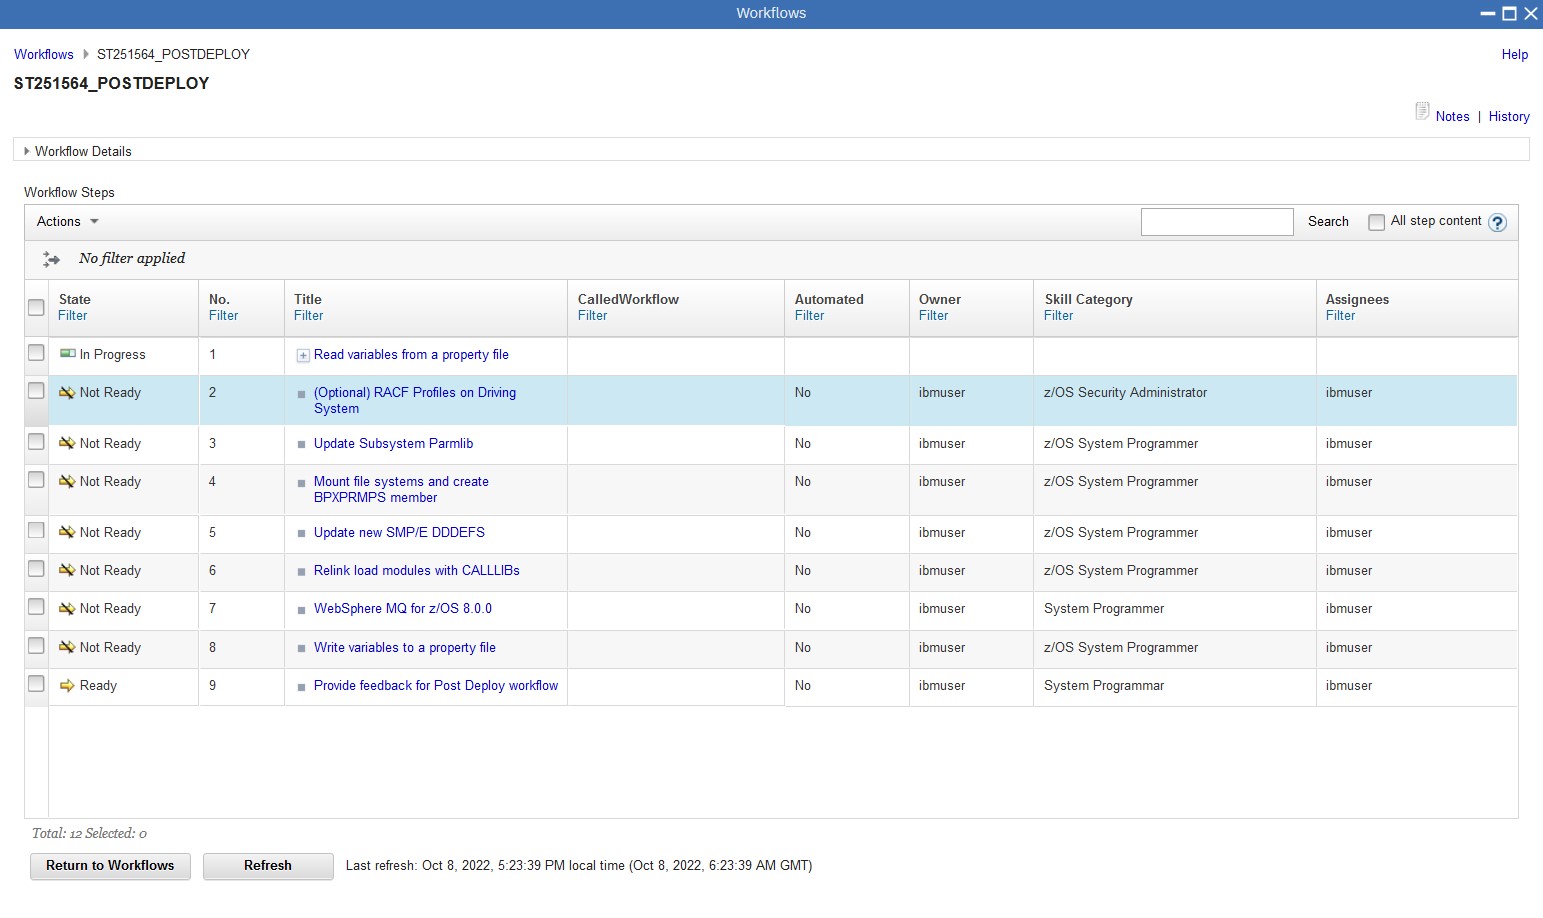 Workflows
Workflows ST251564_POSTDEPLOY Help
ST251564_POSTDEPLOY
Notes | History
Workflow Details
Workflow Steps
Actions Search All step content ?
No filter applied
State No. Title CalledWorkflow Automated Owner Skill Category Assignees
Filter Filter Filter Filter Filter Filter Filter Filter
In Progress 1 Read variables from a property file
Not Ready 2 (Optional) RACF Profiles on Driving No ibmuser z/OS Security Administrator ibmuser
System
Not Ready 3 Update Subsystem Parmlib No ibmuser z/OS System Programmer ibmuser
Not Ready 4 Mount file systems and create No ibmuser z/OS System Programmer ibmuser
BPXPRMPS member
Not Ready 5 Update new SMP/E DDDEFS No ibmuser z/OS System Programmer ibmuser
Not Ready 6 Relink load modules with CALLLIBs No ibmuser z/OS System Programmer ibmuser
Not Ready 7 WebSphere MQ for z/OS 8.0.0 No ibmuser System Programmer ibmuser
Not Ready 8 Write variables to a property file No ibmuser z/OS System Programmer ibmuser
Ready 9 Provide feedback for Post Deploy workflow No ibmuser System Programmar ibmuser
Total: 12 Selected: 0
Return to Workflows Refresh Last refresh: Oct 8, 2022, 5:23:39 PM local time (Oct 8, 2022, 6:23:39 AM GMT)